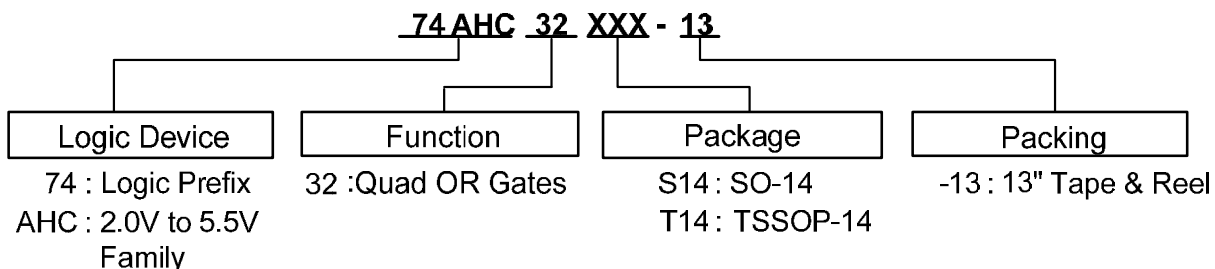 74 AHC 32 XXX - 13
Logic Device Function Package Packing
74 : Logic Prefix 32 :Quad OR Gates S14 : SO-14 -13 : 13" Tape & Reel
AHC : 2.0V to 5.5V T14 : TSSOP-14
Family